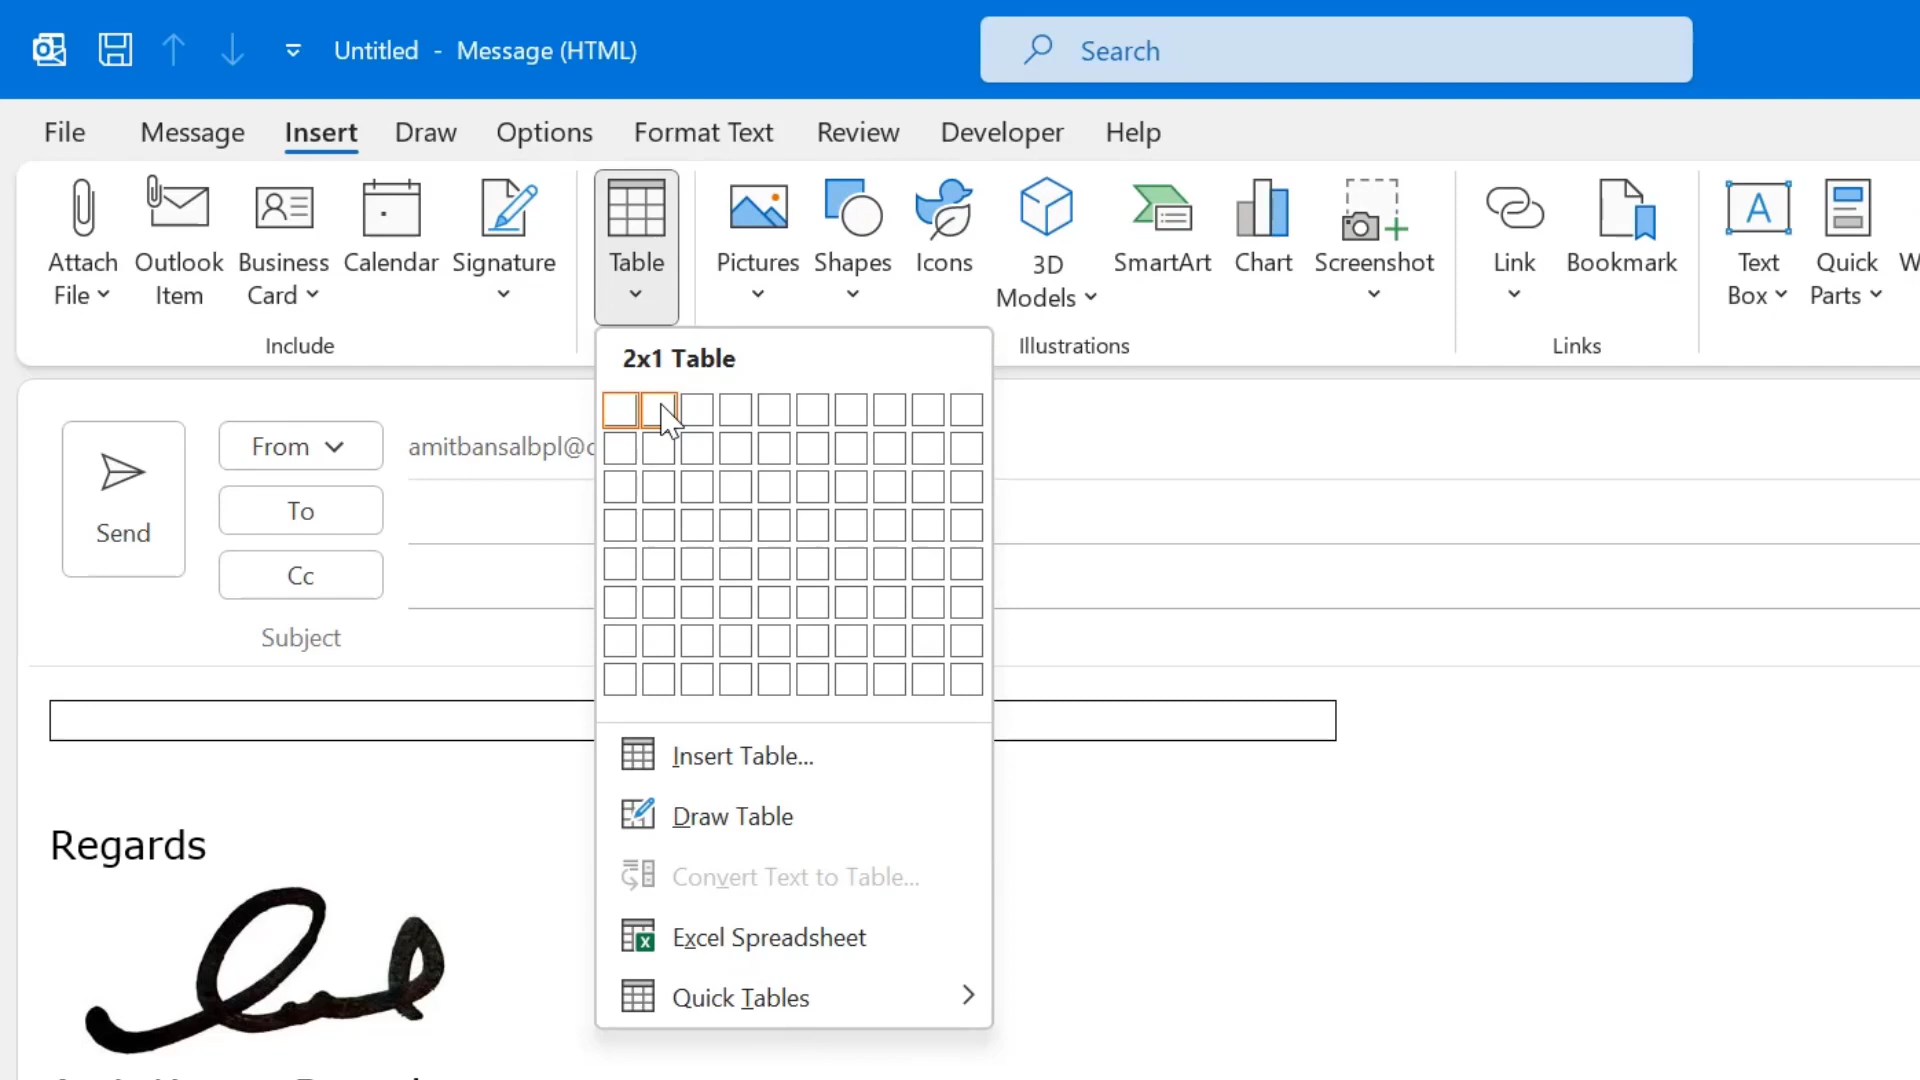 Untitled - Message (HTML)
Search
File Message Insert Draw Options Format Text Review Developer Help
Attach File
Outlook Item
Business Card
Calendar
Signature
Table
Pictures
Shapes
Icons
3D Models
SmartArt
Chart
Screenshot
Link
Bookmark
Text Box
Quick Parts
Include
Illustrations
Links
2x1 Table
Send
From
amitbansalbpl@
To
Cc
Subject
Insert Table...
Draw Table
Convert Text to Table...
Excel Spreadsheet
Quick Tables
Regards